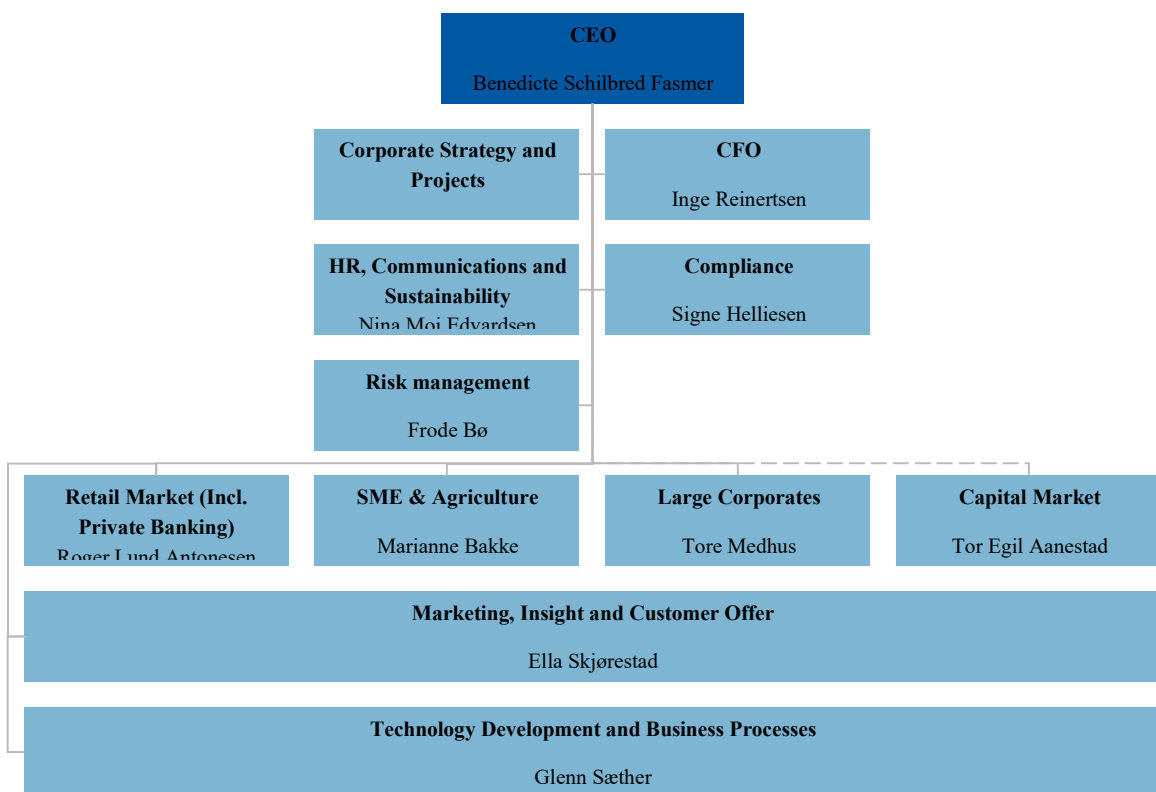 CEO
Benedicte Schilbred Fasmer
Corporate Strategy and
Projects
CFO
Inge Reinertsen
HR, Communications and
Sustainability
Nina Moi Edvardsen
Compliance
Signe Helliesen
Risk management
Frode Bø
Retail Market (Incl.
Private Banking)
Roger Lund Antonesen
SME & Agriculture
Marianne Bakke
Large Corporates
Tore Medhus
Capital Market
Tor Egil Aanestad
Marketing, Insight and Customer Offer
Ella Skjørestad
Technology Development and Business Processes
Glenn Sæther